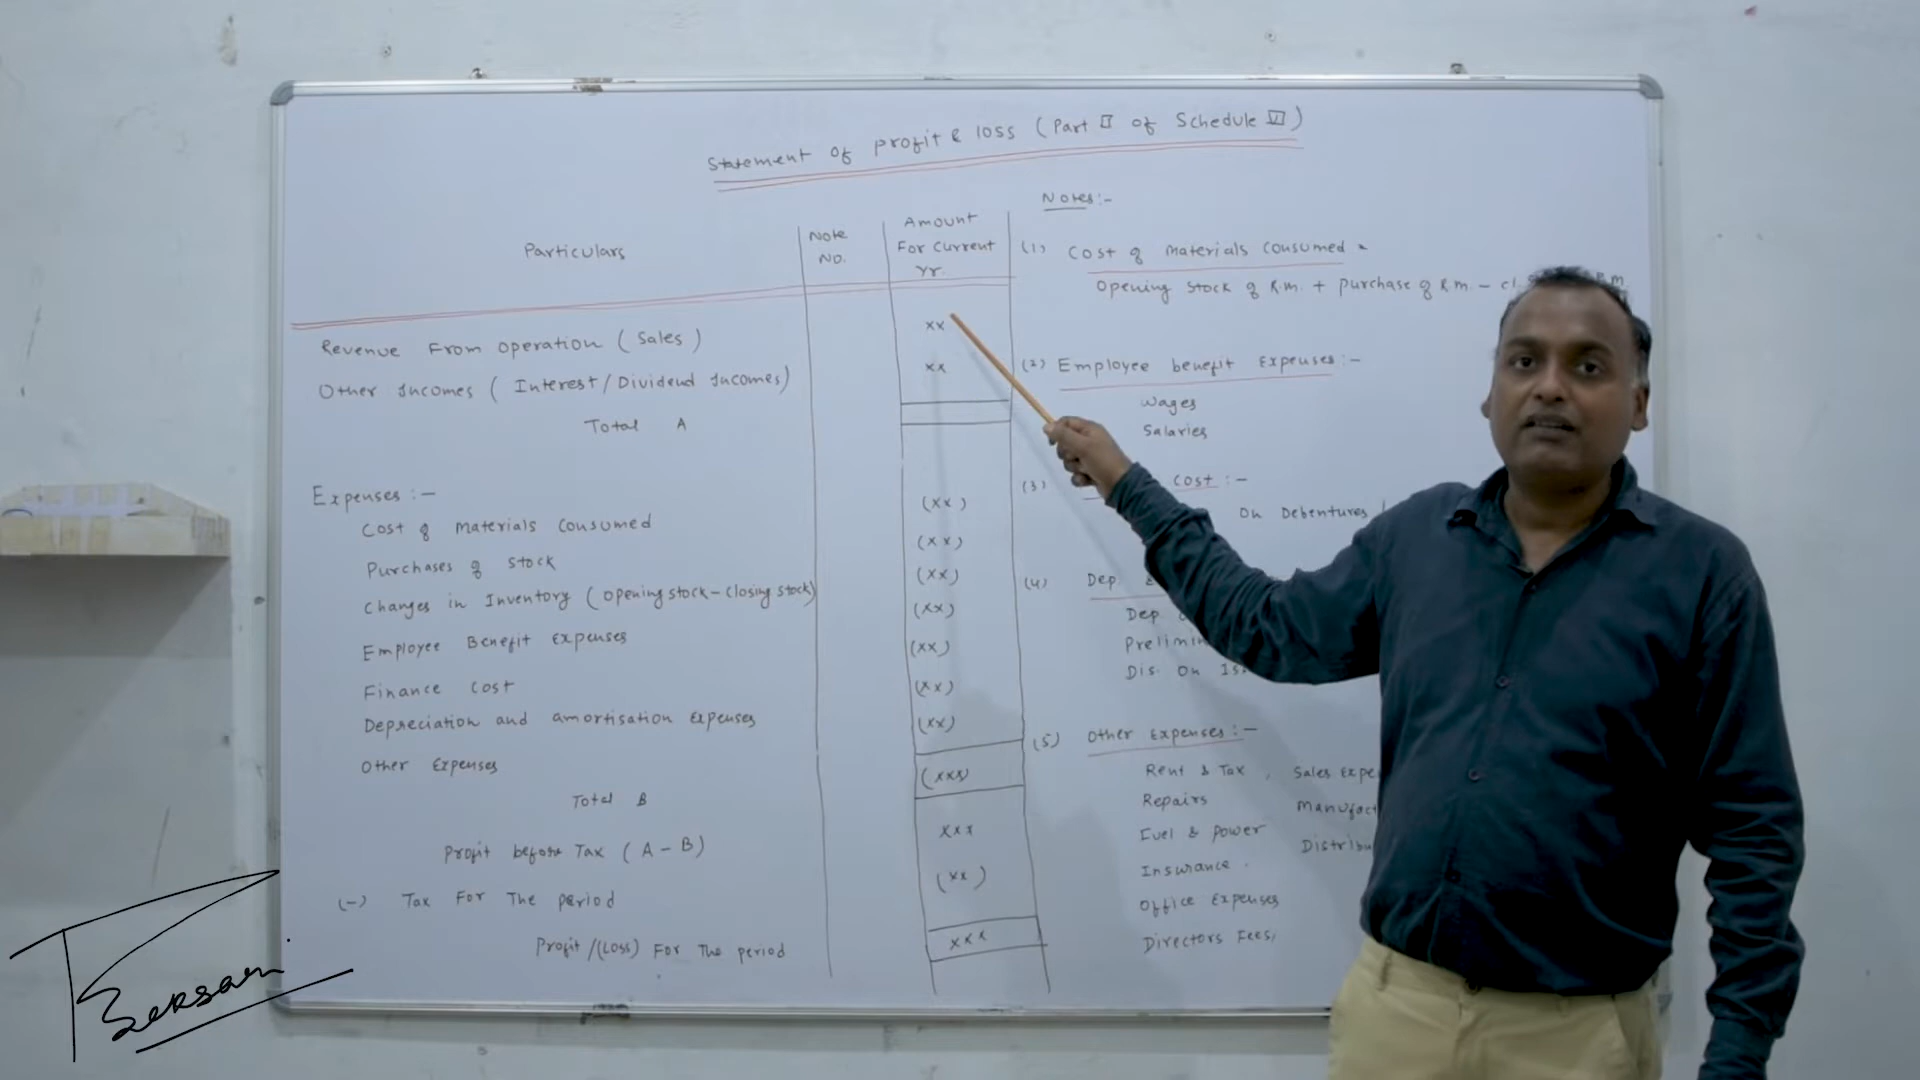 Statement of profit & loss (Part II of Schedule VI)
Particulars
Note No.
Amount
For Current
Yr.
Revenue From Operation (Sales) xx
Other Incomes (Interest/Dividend Incomes) xx
Total A
Expenses:-
Cost of Materials Consumed (xx)
Purchases of Stock (xx)
Changes in Inventory (Opening stock-closing stock) (xx)
Employee Benefit Expenses (xx)
Finance Cost (xx)
Depreciation and amortisation Expenses (xx)
Other Expenses (xx)
Total B (xxx)
Profit before Tax (A-B) xxx
(-) Tax For The period (xx)
Profit/(Loss) For The period xxx
Notes:-
(1) Cost of Materials Consumed =
Opening Stock of R.m. + Purchase of R.m. - cl. R.m
(2) Employee benefit Expenses:-
Wages
Salaries
(3) Cost:-
On Debentures
(4) Dep.
Dep.
Dis. On
(5) Other Expenses:-
Rent & Tax, Sales
Repairs
Fuel & Power
Insurance.
Office Expenses
Directors Fees,